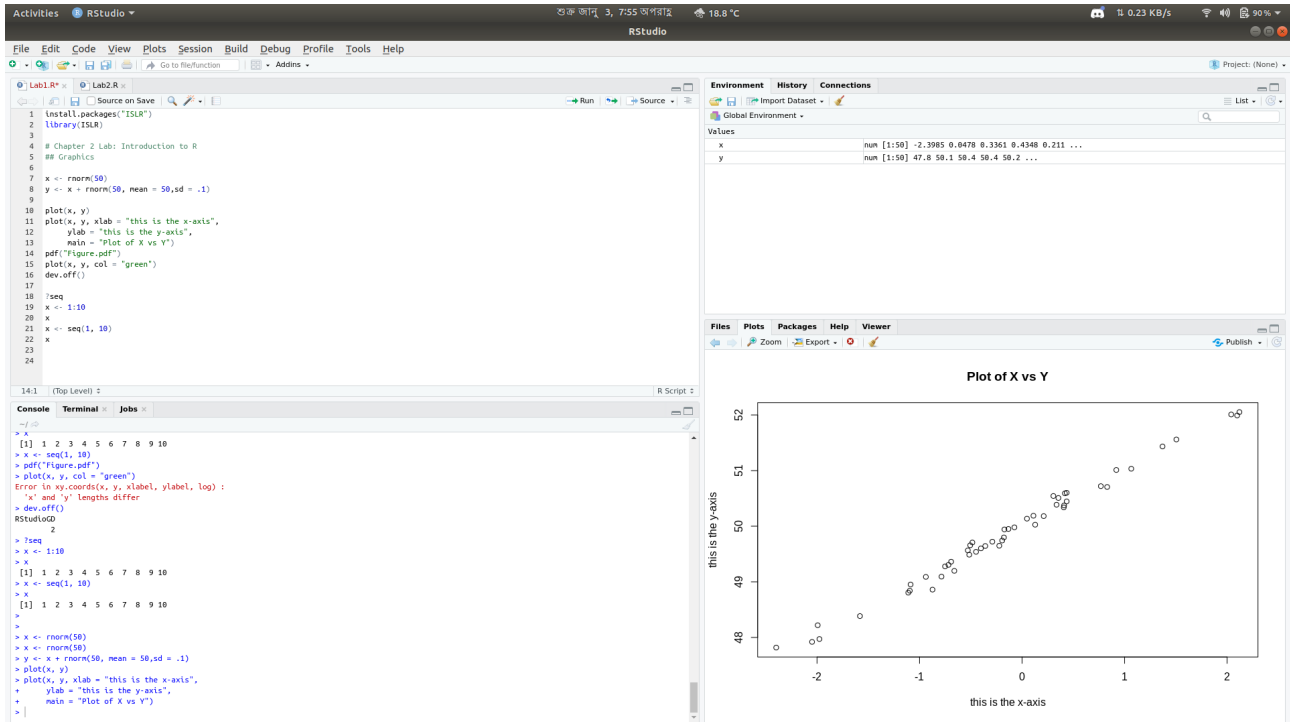 Activities RStudio শুক্র জানু 3, 7:55 অপরাহ্ণ 18.8 °C 0.23 KB/s 90 %
RStudio
File Edit Code View Plots Session Build Debug Profile Tools Help
Go to file/function Addins Project: (None)
Lab1.R* Lab2.R
Source on Save Run Source
1 install.packages("ISLR")
2 library(ISLR)
3
4 # Chapter 2 Lab: Introduction to R
5 ## Graphics
6
7 x <- rnorm(50)
8 y <- x + rnorm(50, mean = 50,sd = .1)
9
10 plot(x, y)
11 plot(x, y, xlab = "this is the x-axis",
12 ylab = "this is the y-axis",
13 main = "Plot of X vs Y")
14 pdf("Figure.pdf")
15 plot(x, y, col = "green")
16 dev.off()
17
18 ?seq
19 x <- 1:10
20 x
21 x <- seq(1, 10)
22 x
23
24
14:1 (Top Level) R Script
Console Terminal Jobs
~/
> x
[1] 1 2 3 4 5 6 7 8 9 10
> x <- seq(1, 10)
> pdf("Figure.pdf")
> plot(x, y, col = "green")
Error in xy.coords(x, y, xlabel, ylabel, log) :
'x' and 'y' lengths differ
> dev.off()
RStudioGD
2
> ?seq
> x <- 1:10
> x
[1] 1 2 3 4 5 6 7 8 9 10
> x <- seq(1, 10)
> x
[1] 1 2 3 4 5 6 7 8 9 10
>
>
> x <- rnorm(50)
> x <- rnorm(50)
> y <- x + rnorm(50, mean = 50,sd = .1)
> plot(x, y)
> plot(x, y, xlab = "this is the x-axis",
+ ylab = "this is the y-axis",
+ main = "Plot of X vs Y")
>
Environment History Connections
Import Dataset List
Global Environment
Values
x num [1:50] -2.3985 0.0478 0.3361 0.4348 0.211 ...
y num [1:50] 47.8 50.1 50.4 50.4 50.2 ...
Files Plots Packages Help Viewer
Zoom Export Publish
Plot of X vs Y
this is the y-axis
52
51
50
49
48
-2 -1 0 1 2
this is the x-axis